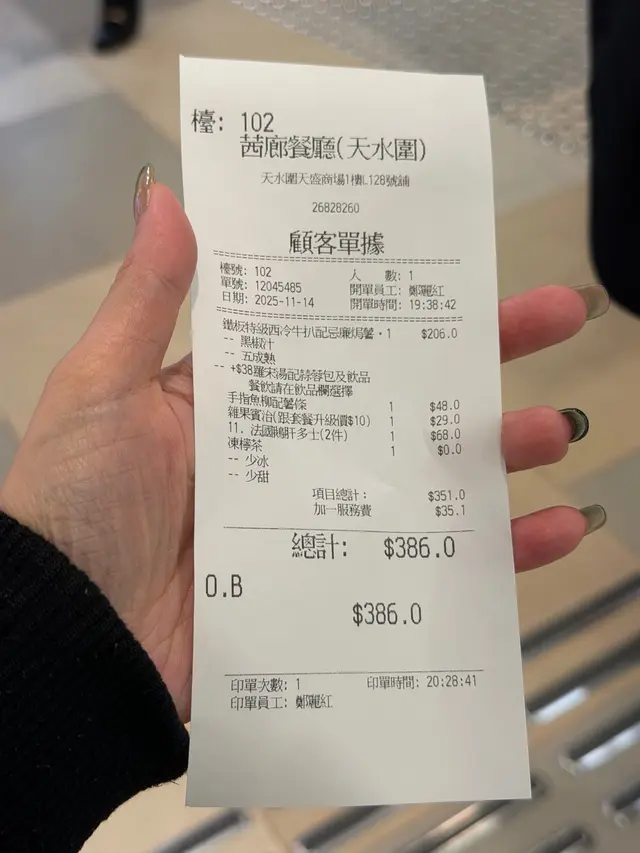 檯: 102
茜廊餐廳(天水圍)
天水圍天盛商場1樓L128號舖
26828260
顧客單據
檯號: 102 人 數: 1
單號: 12045485 開單員工: 鄭麗紅
日期: 2025-11-14 開單時間: 19:38:42
鐵板特級西冷牛扒配忌廉焗薯 · 1 $206.0
-- 黑椒汁
-- 五成熟
-- +$38羅宋湯配蒜蓉包及飲品
餐飲請在飲品欄選擇
手指魚柳配薯條 1 $48.0
雜果賓治(跟套餐升級價$10) 1 $29.0
11. 法國鵝肝多士(2件) 1 $68.0
凍檸茶 1 $0.0
-- 少冰
-- 少甜
項目總計: $351.0
加一服務費 $35.1
總計: $386.0
O.B
$386.0
印單次數: 1 印單時間: 20:28:41
印單員工: 鄭麗紅